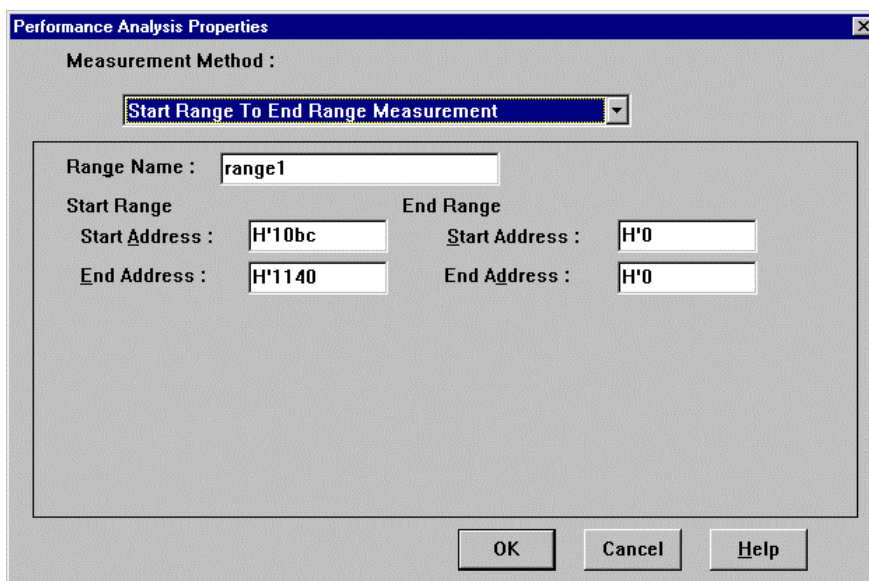 Performance Analysis Properties
Measurement Method :
Start Range To End Range Measurement
Range Name : range1
Start Range End Range
Start Address : H'10bc Start Address : H'0
End Address : H'1140 End Address : H'0
OK Cancel Help